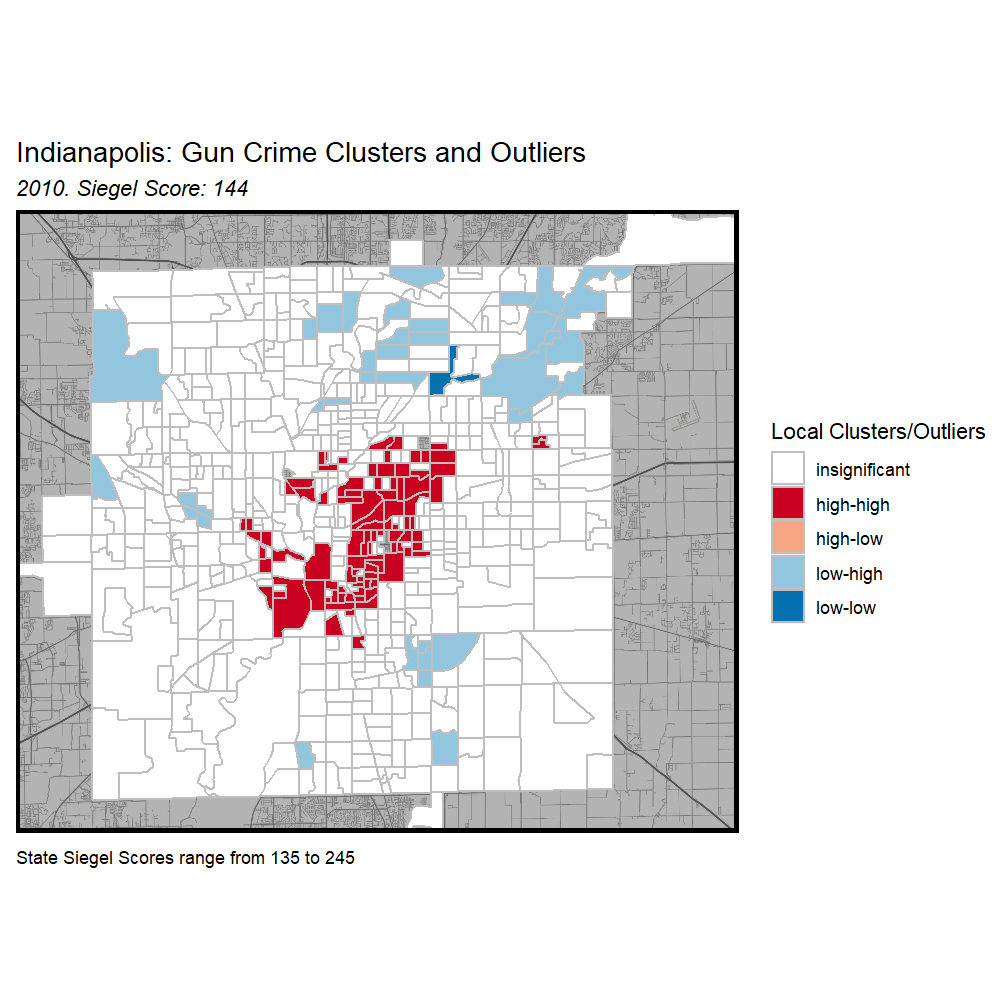 Indianapolis: Gun Crime Clusters and Outliers
2010. Siegel Score: 144
Local Clusters/Outliers
insignificant
high-high
high-low
low-high
low-low
State Siegel Scores range from 135 to 245